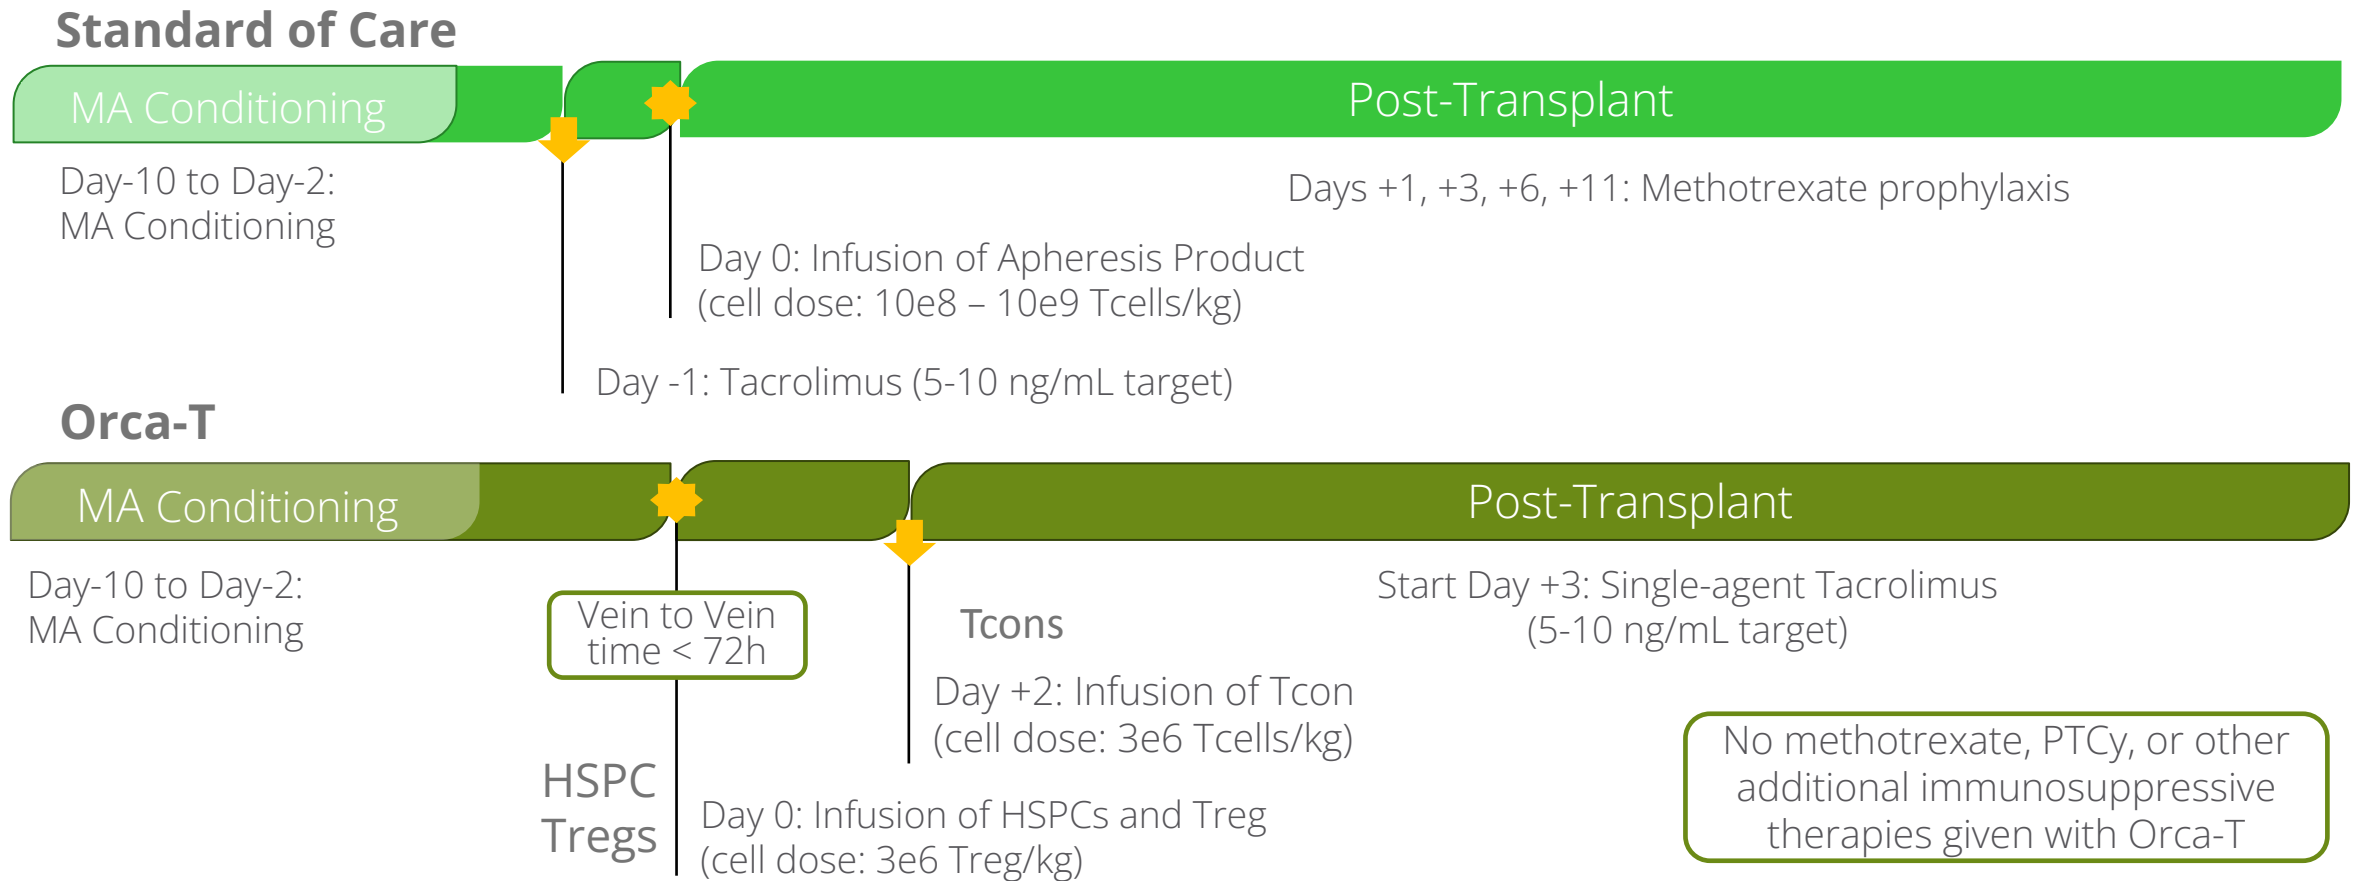 Standard of Care
MA Conditioning
Post-Transplant
Day-10 to Day-2:
MA Conditioning
Days +1, +3, +6, +11: Methotrexate prophylaxis
Day 0: Infusion of Apheresis Product
(cell dose: 10e8 – 10e9 Tcells/kg)
Day -1: Tacrolimus (5-10 ng/mL target)
Orca-T
MA Conditioning
Post-Transplant
Day-10 to Day-2:
MA Conditioning
Vein to Vein
time < 72h
Tcons
Day +2: Infusion of Tcon
(cell dose: 3e6 Tcells/kg)
Start Day +3: Single-agent Tacrolimus
(5-10 ng/mL target)
HSPC
Tregs
Day 0: Infusion of HSPCs and Treg
(cell dose: 3e6 Treg/kg)
No methotrexate, PTCy, or other
additional immunosuppressive
therapies given with Orca-T